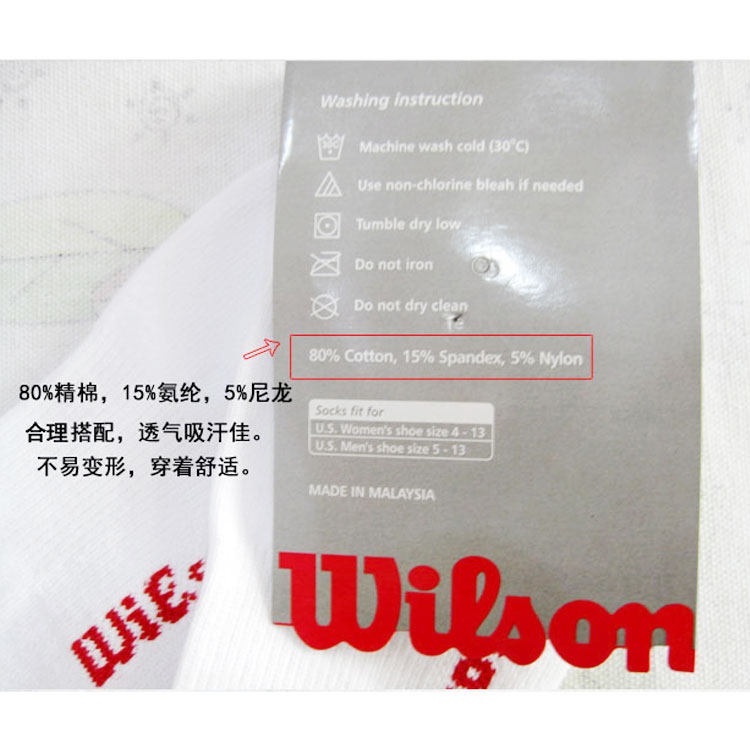 Washing instruction
30C
Machine wash cold (30°C)
Use non-chlorine bleah if needed
Tumble dry low
Do not iron
Do not dry clean
80% Cotton, 15% Spandex, 5% Nylon
80%精棉，15%氨纶，5%尼龙
合理搭配，透气吸汗佳。
不易变形，穿着舒适。
Socks fit for
U.S. Women's shoe size 4 - 13
U.S. Men's shoe size 5 - 13
MADE IN MALAYSIA
Wilson